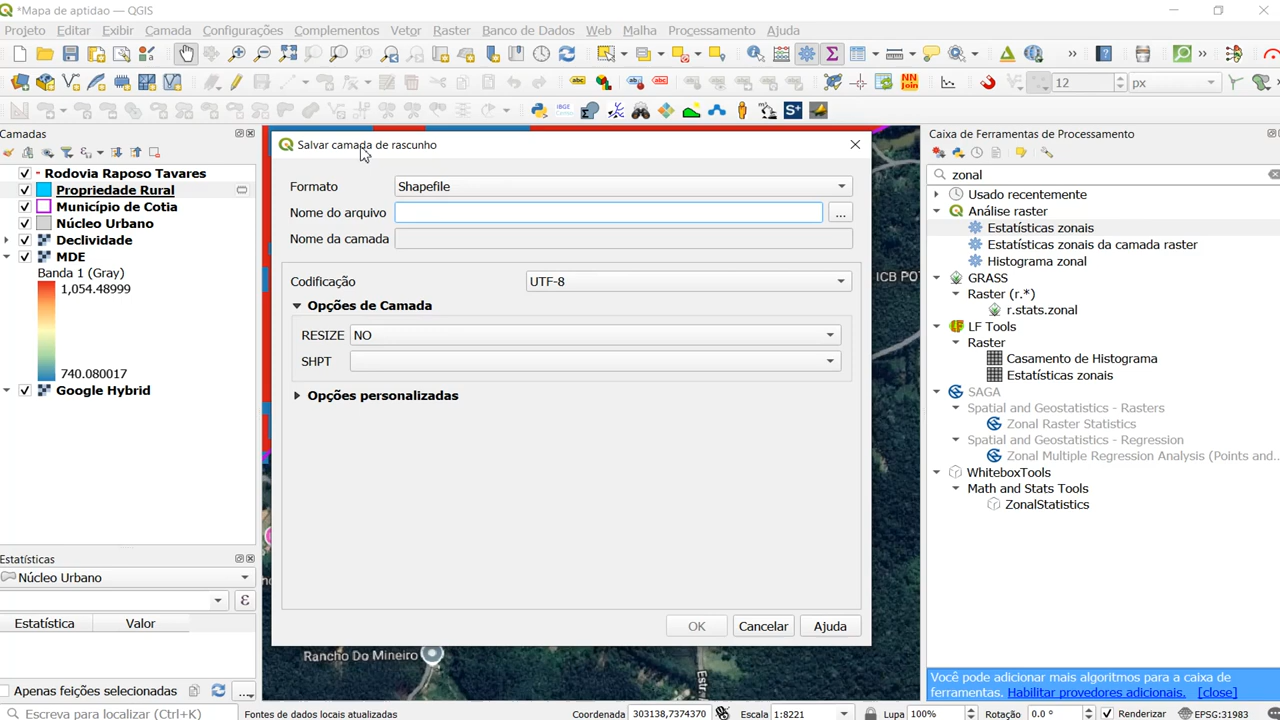 *Mapa de aptidao — QGIS
Projeto Editar Exibir Camada Configurações Complementos Vetor Raster Banco de Dados Web Malha Processamento Ajuda
abc abc abc NN Join 12 px
IBGE S+
Camadas
Rodovia Raposo Tavares
Propriedade Rural
Município de Cotia
Núcleo Urbano
Declividade
MDE
Banda 1 (Gray)
1,054.48999
740.080017
Google Hybrid
Estatísticas
Núcleo Urbano
ε
Estatística Valor
Apenas feições selecionadas ...
Salvar camada de rascunho
Formato Shapefile
Nome do arquivo ...
Nome da camada
Codificação UTF-8
Opções de Camada
RESIZE NO
SHPT
Opções personalizadas
OK Cancelar Ajuda
ICB
Rancho Do Mineiro
Caixa de Ferramentas de Processamento
zonal
Usado recentemente
Análise raster
Estatísticas zonais
Estatísticas zonais da camada raster
Histograma zonal
GRASS
Raster (r.*)
r.stats.zonal
LF Tools
Raster
Casamento de Histograma
Estatísticas zonais
SAGA
Spatial and Geostatistics - Rasters
Zonal Raster Statistics
Spatial and Geostatistics - Regression
Zonal Multiple Regression Analysis (Points and...
WhiteboxTools
Math and Stats Tools
ZonalStatistics
Você pode adicionar mais algoritmos para a caixa de
ferramentas. Habilitar provedores adicionais. [close]
Escreva para localizar (Ctrl+K) Fontes de dados locais atualizadas Coordenada 303138,7374370 Escala 1:8221 Lupa 100% Rotação 0.0 ° Renderizar EPSG:31983